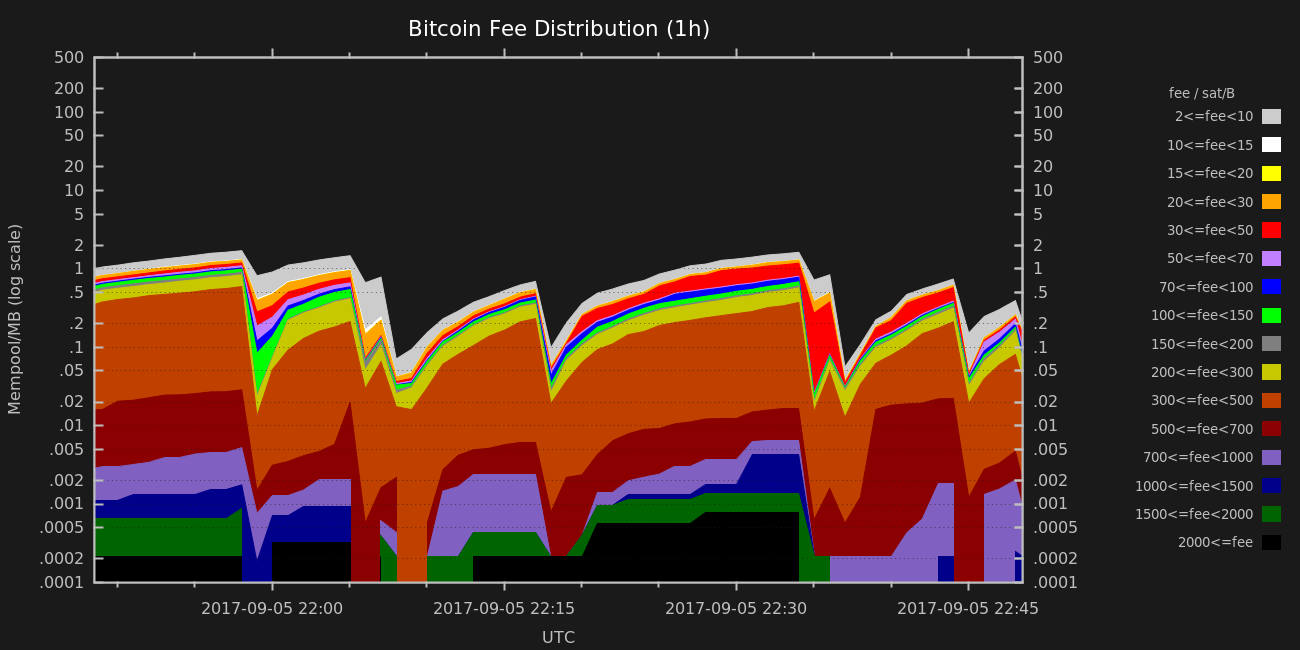 Bitcoin Fee Distribution (1h)
500 500
200 200
100 100
50 50
20 20
10 10
5 5
2 2
1 1
.5 .5
.2 .2
.1 .1
.05 .05
.02 .02
.01 .01
.005 .005
.002 .002
.001 .001
.0005 .0005
.0002 .0002
.0001 .0001
Mempool/MB (log scale)
2017-09-05 22:00 2017-09-05 22:15 2017-09-05 22:30 2017-09-05 22:45
UTC
fee / sat/B
2<=fee<10
10<=fee<15
15<=fee<20
20<=fee<30
30<=fee<50
50<=fee<70
70<=fee<100
100<=fee<150
150<=fee<200
200<=fee<300
300<=fee<500
500<=fee<700
700<=fee<1000
1000<=fee<1500
1500<=fee<2000
2000<=fee